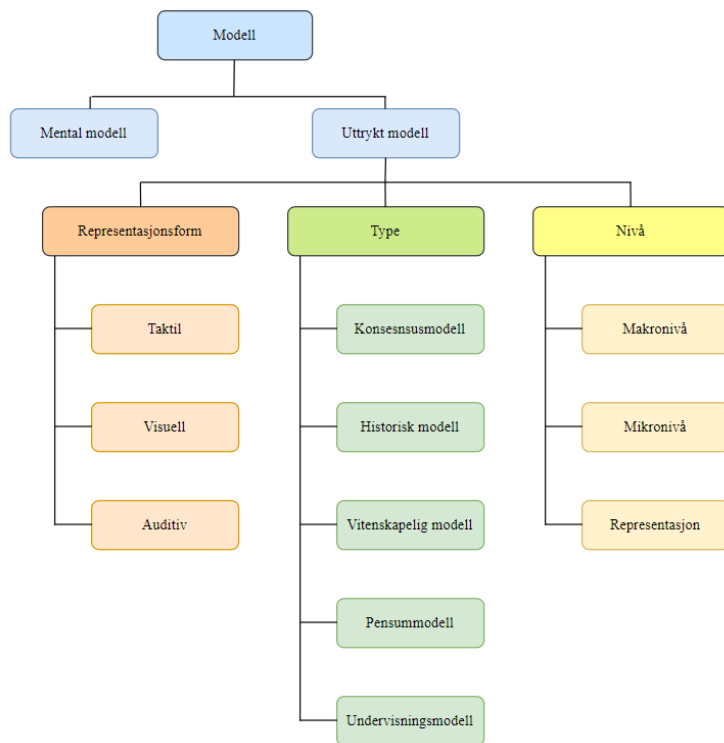 Modell
Mental modell
Uttrykt modell
Representasjonsform
Type
Nivå
Taktil
Konsesnsusmodell
Makronivå
Visuell
Historisk modell
Mikronivå
Auditiv
Vitenskapelig modell
Representasjon
Pensummodell
Undervisningsmodell